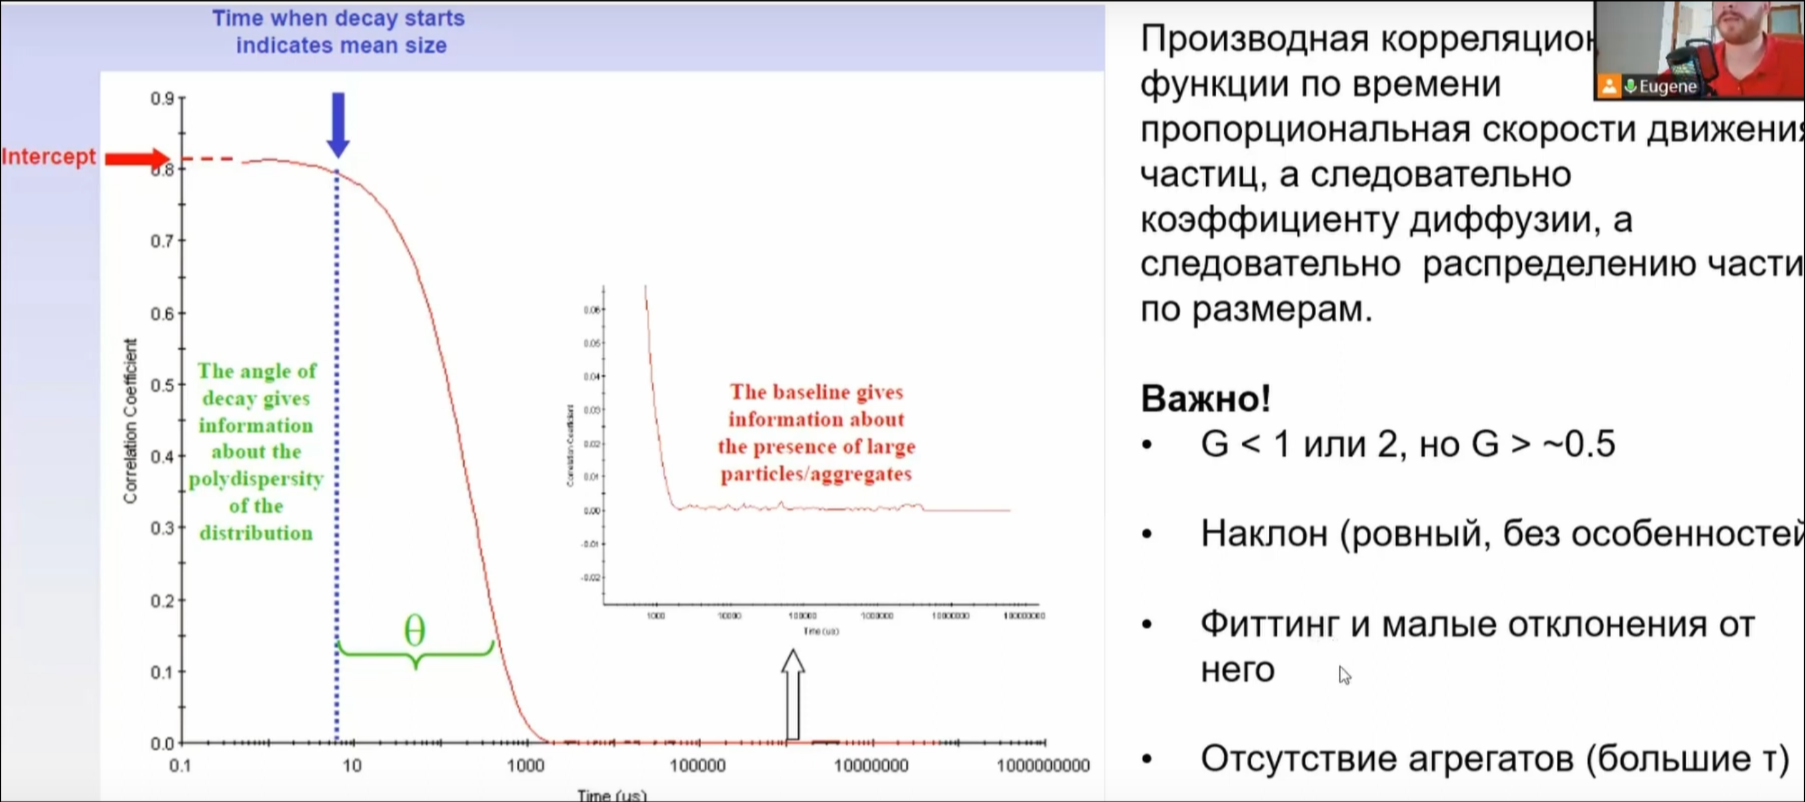 Time when decay starts
indicates mean size
Intercept
0.9
0.8
0.7
0.6
0.5
0.4
0.3
0.2
0.1
0.0
Correlation Coefficient
The angle of
decay gives
information
about the
polydispersity
of the
distribution
θ
0.1
10
1000
100000
10000000
1000000000
Time (us)
0.06
0.05
0.04
0.03
0.02
0.01
0.00
-0.01
-0.02
Correlation Coefficient
The baseline gives
information about
the presence of large
particles/aggregates
1000
10000
100000
1000000
10000000
100000000
Time (us)
Производная корреляцион
функции по времени
пропорциональная скорости движения
частиц, а следовательно
коэффициенту диффузии, а
следовательно распределению части
по размерам.
Важно!
• G < 1 или 2, но G > ~0.5
• Наклон (ровный, без особенностей
• Фиттинг и малые отклонения от
него
• Отсутствие агрегатов (большие т)
Eugene